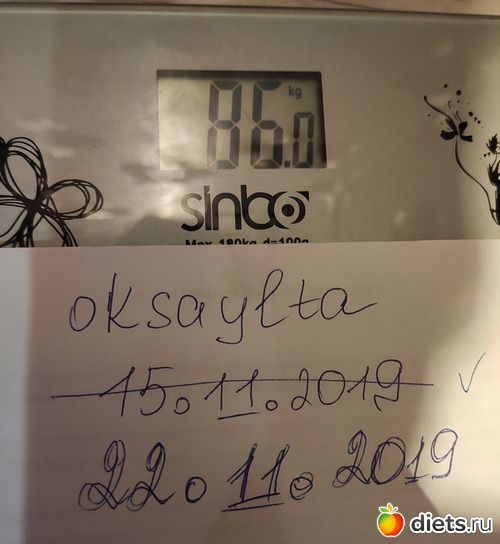 86.0 kg
sinbo
Max 180kg d=100g
oksaylta
15.11.2019 v
22.11.2019
diets.ru